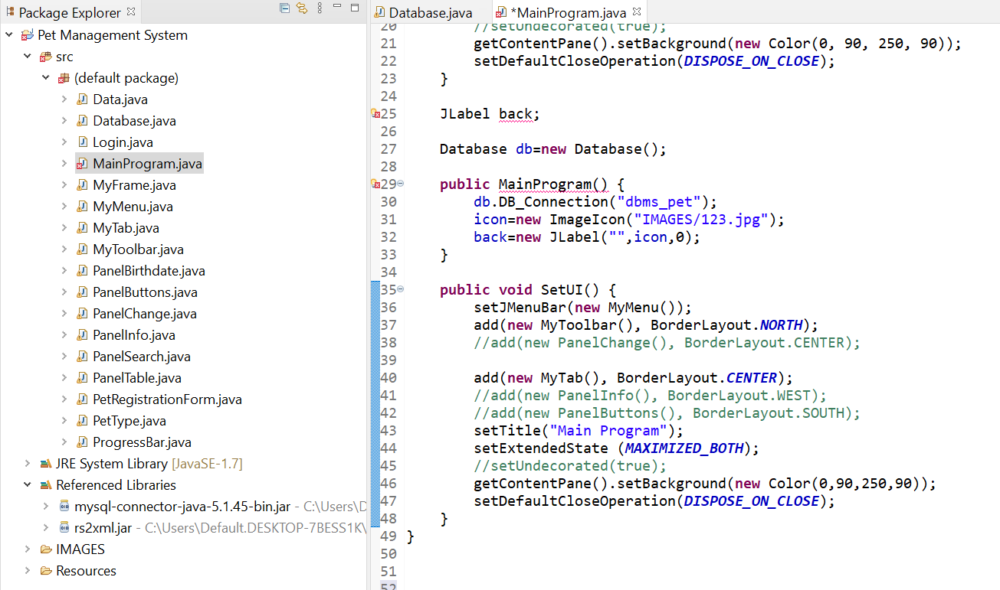 Package Explorer
Pet Management System
src
(default package)
Data.java
Database.java
Login.java
MainProgram.java
MyFrame.java
MyMenu.java
MyTab.java
MyToolbar.java
PanelBirthdate.java
PanelButtons.java
PanelChange.java
PanelInfo.java
PanelSearch.java
PanelTable.java
PetRegistrationForm.java
PetType.java
ProgressBar.java
JRE System Library [JavaSE-1.7]
Referenced Libraries
mysql-connector-java-5.1.45-bin.jar - C:\Users\D
rs2xml.jar - C:\Users\Default.DESKTOP-7BESS1K\
IMAGES
Resources
Database.java *MainProgram.java
20 //setUndecorated(true);
21 getContentPane().setBackground(new Color(0, 90, 250, 90));
22 setDefaultCloseOperation(DISPOSE_ON_CLOSE);
23 }
24
25 JLabel back;
26
27 Database db=new Database();
28
29 public MainProgram() {
30 db.DB_Connection("dbms_pet");
31 icon=new ImageIcon("IMAGES/123.jpg");
32 back=new JLabel("",icon,0);
33 }
34
35 public void SetUI() {
36 setJMenuBar(new MyMenu());
37 add(new MyToolbar(), BorderLayout.NORTH);
38 //add(new PanelChange(), BorderLayout.CENTER);
39
40 add(new MyTab(), BorderLayout.CENTER);
41 //add(new PanelInfo(), BorderLayout.WEST);
42 //add(new PanelButtons(), BorderLayout.SOUTH);
43 setTitle("Main Program");
44 setExtendedState (MAXIMIZED_BOTH);
45 //setUndecorated(true);
46 getContentPane().setBackground(new Color(0,90,250,90));
47 setDefaultCloseOperation(DISPOSE_ON_CLOSE);
48 }
49 }
50
51
52